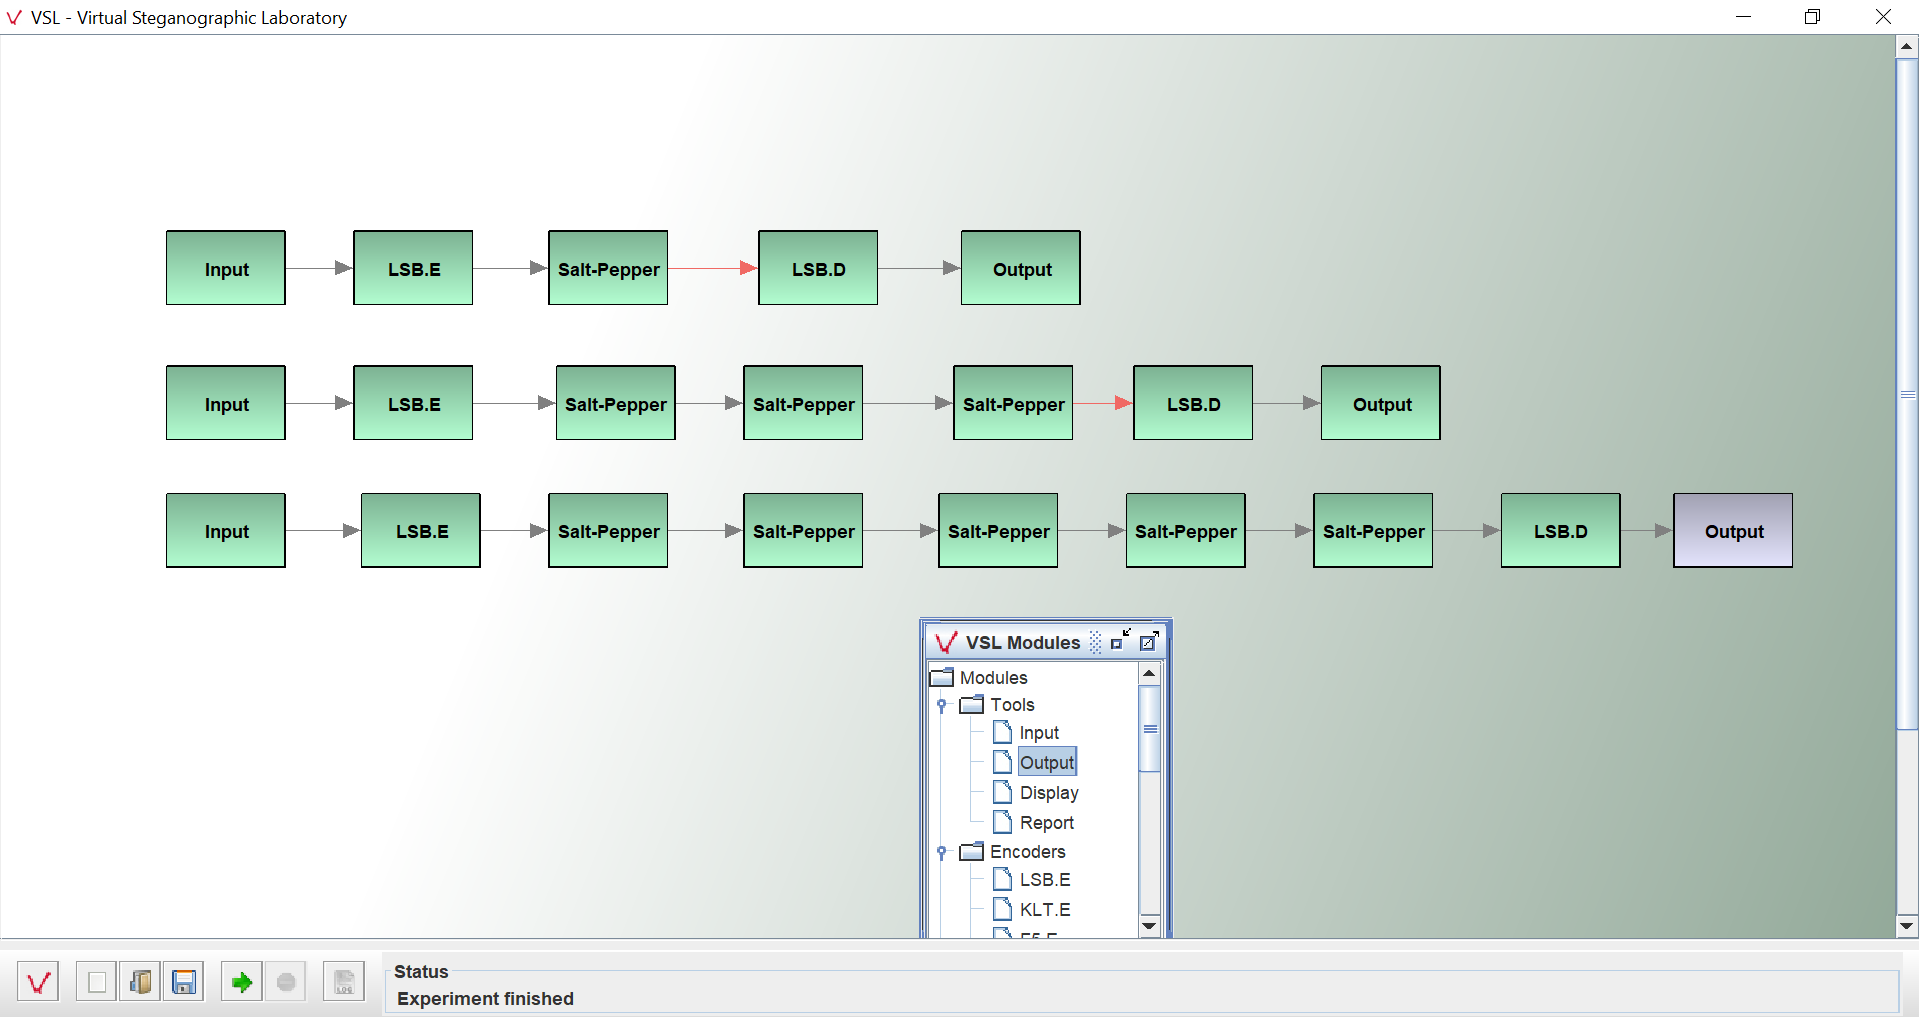 VSL - Virtual Steganographic Laboratory
Input LSB.E Salt-Pepper LSB.D Output
Input LSB.E Salt-Pepper Salt-Pepper Salt-Pepper LSB.D Output
Input LSB.E Salt-Pepper Salt-Pepper Salt-Pepper Salt-Pepper Salt-Pepper LSB.D Output
VSL Modules
Modules
Tools
Input
Output
Display
Report
Encoders
LSB.E
KLT.E
LOG
Status
Experiment finished